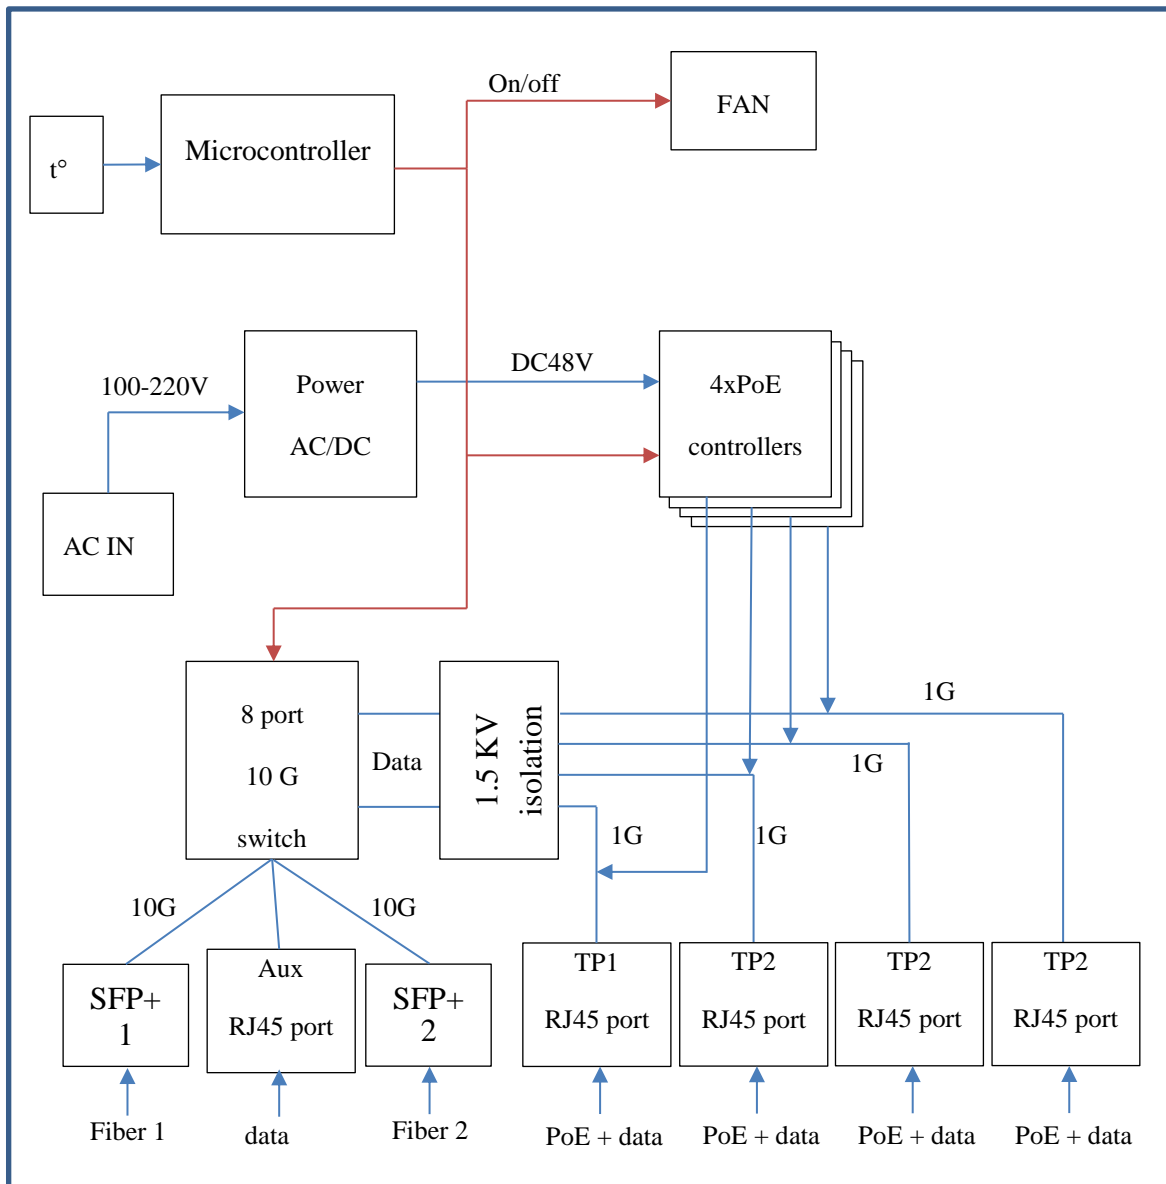 On/off
FAN
Microcontroller
t°
DC48V
100-220V
Power
AC/DC
4xPoE
controllers
AC IN
8 port
10 G
switch
Data
1.5 KV
isolation
1G
1G
1G
1G
10G
10G
SFP+
1
Aux
RJ45 port
SFP+
2
TP1
RJ45 port
TP2
RJ45 port
TP2
RJ45 port
TP2
RJ45 port
Fiber 1
data
Fiber 2
PoE + data
PoE + data
PoE + data
PoE + data